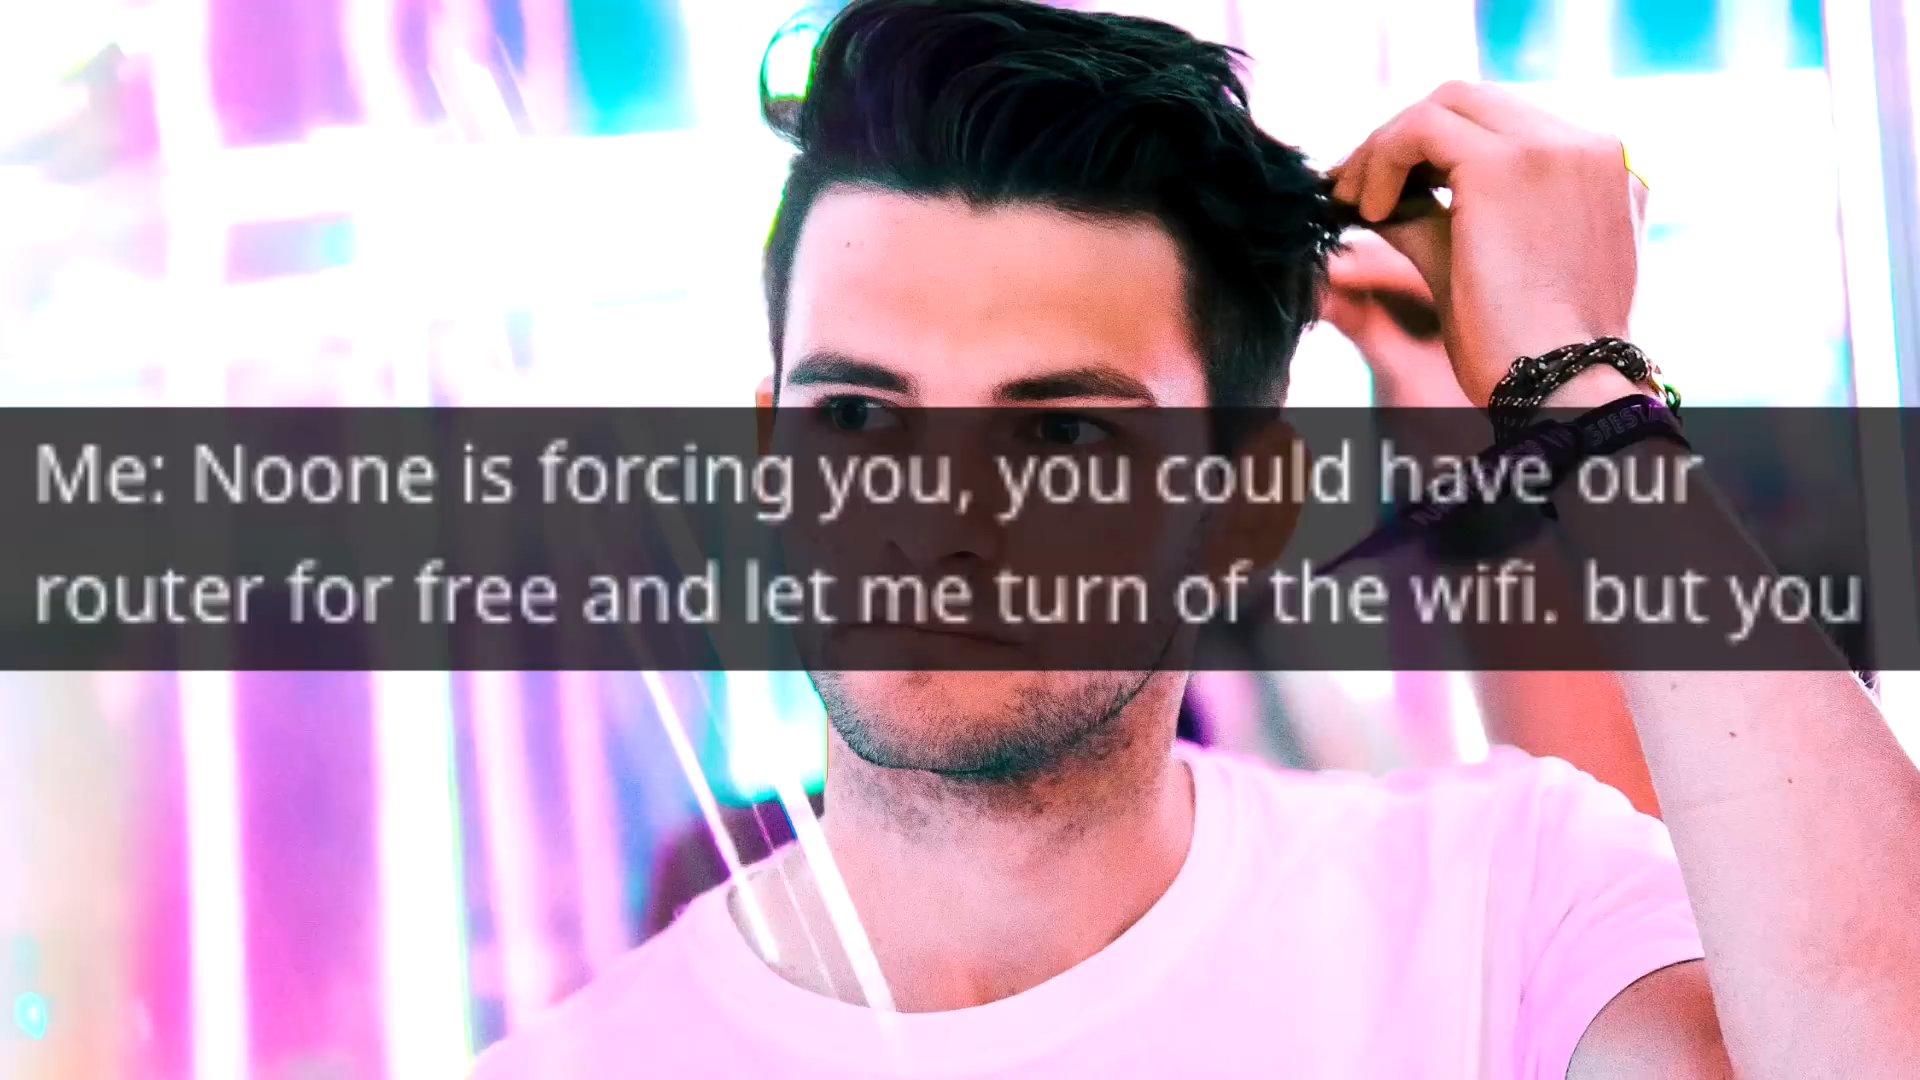 Me: Noone is forcing you, you could have our
router for free and let me turn of the wifi. but you